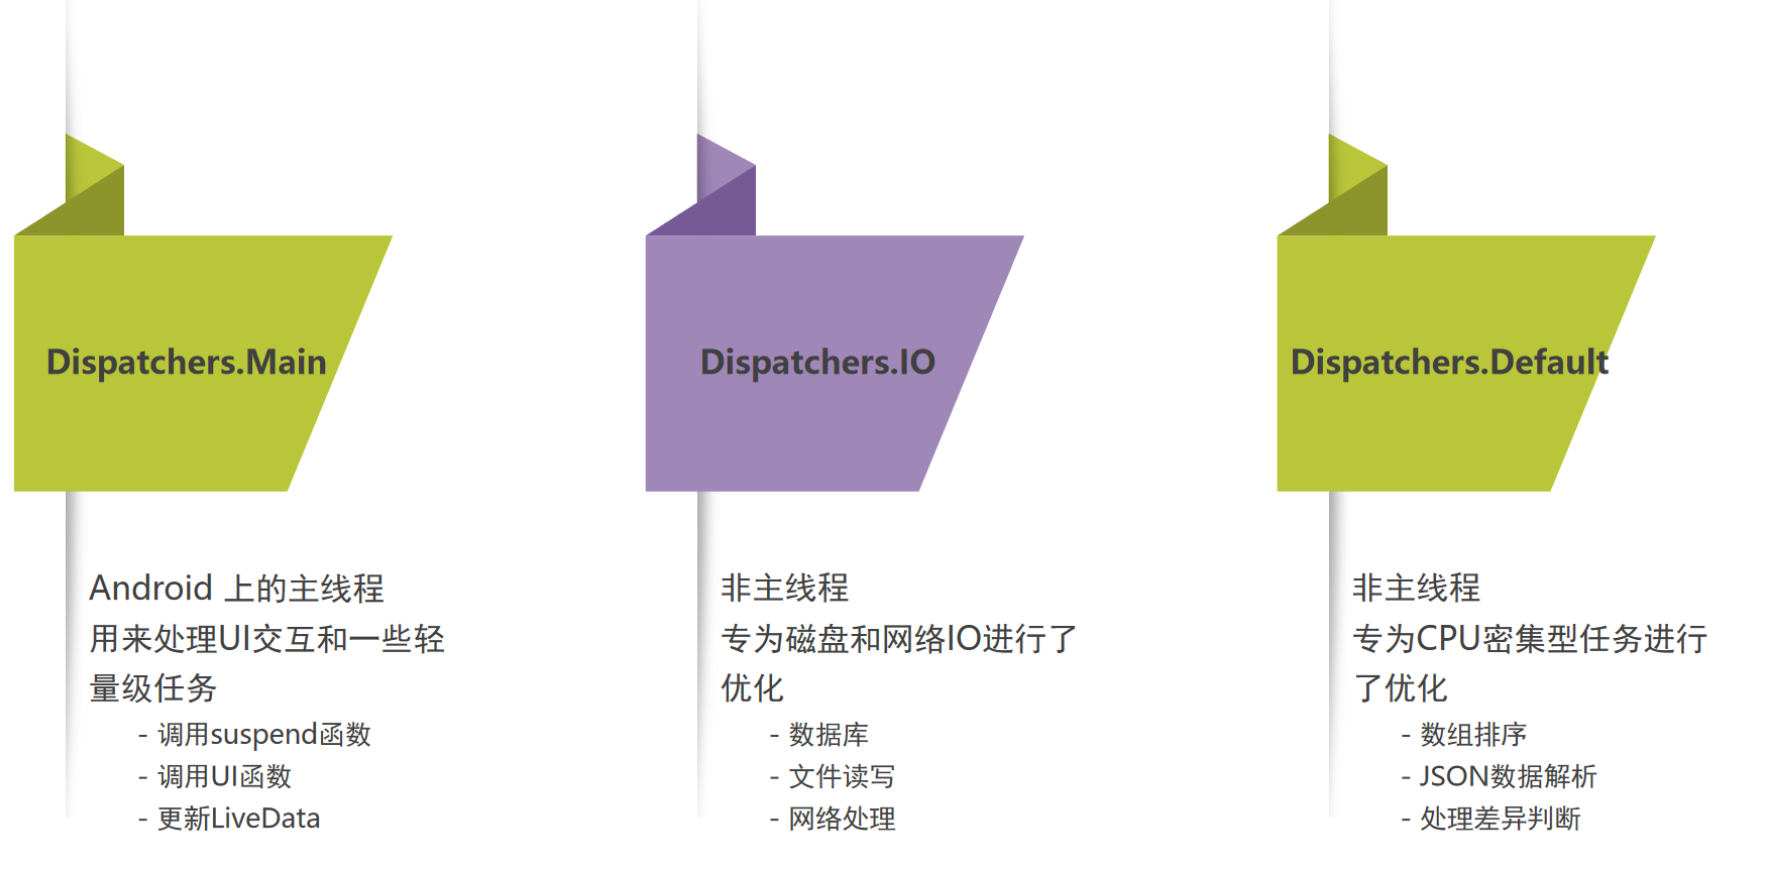 Dispatchers.Main
Android 上的主线程
用来处理UI交互和一些轻
量级任务
- 调用suspend函数
- 调用UI函数
- 更新LiveData
Dispatchers.IO
非主线程
专为磁盘和网络IO进行了
优化
- 数据库
- 文件读写
- 网络处理
Dispatchers.Default
非主线程
专为CPU密集型任务进行
了优化
- 数组排序
- JSON数据解析
- 处理差异判断